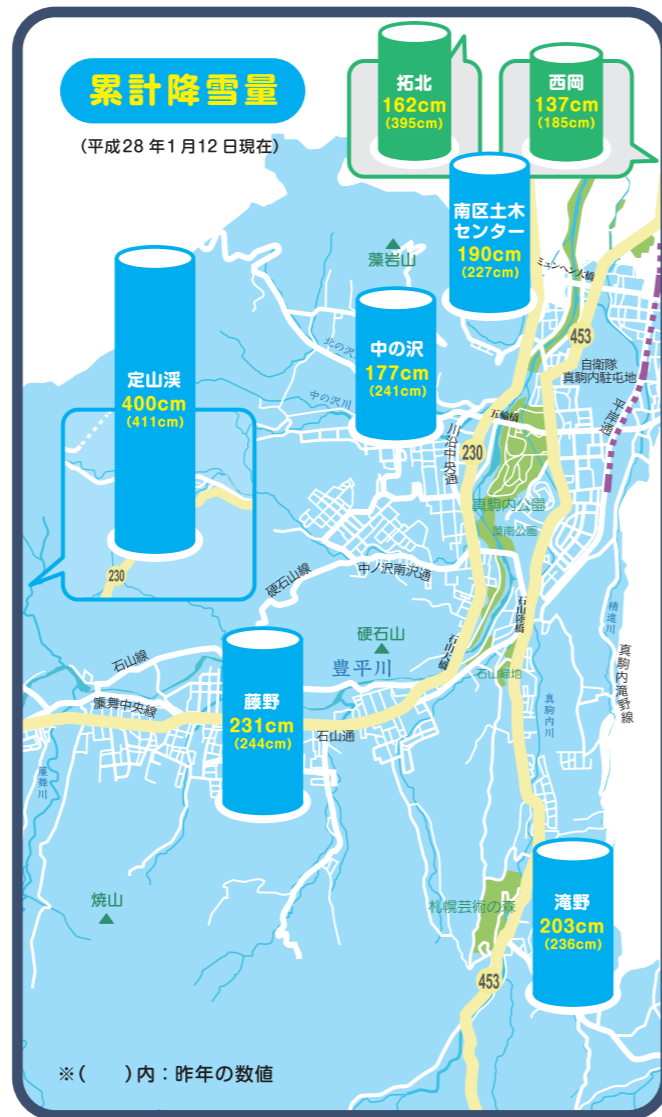 累計降雪量
(平成28年1月12日現在)
拓北
162cm
(395cm)
西岡
137cm
(185cm)
南区土木
センター
190cm
(227cm)
藻岩山
ミュンヘン大橋
453
定山渓
400cm
(411cm)
230
中の沢
177cm
(241cm)
北の沢
中の沢川
自衛隊
真駒内駐屯地
平岸通
五輪橋
川沿中央通
230
真駒内公園
藻南公園
中ノ沢南沢通
硬石山線
石山陸橋
精進川
硬石山
石山大橋
豊平川
石山緑地
真駒内滝野線
真駒内川
石山線
簾舞中央線
藤野
231cm
(244cm)
石山通
簾舞川
焼山
札幌芸術の森
滝野
203cm
(236cm)
453
※(　　)内：昨年の数値